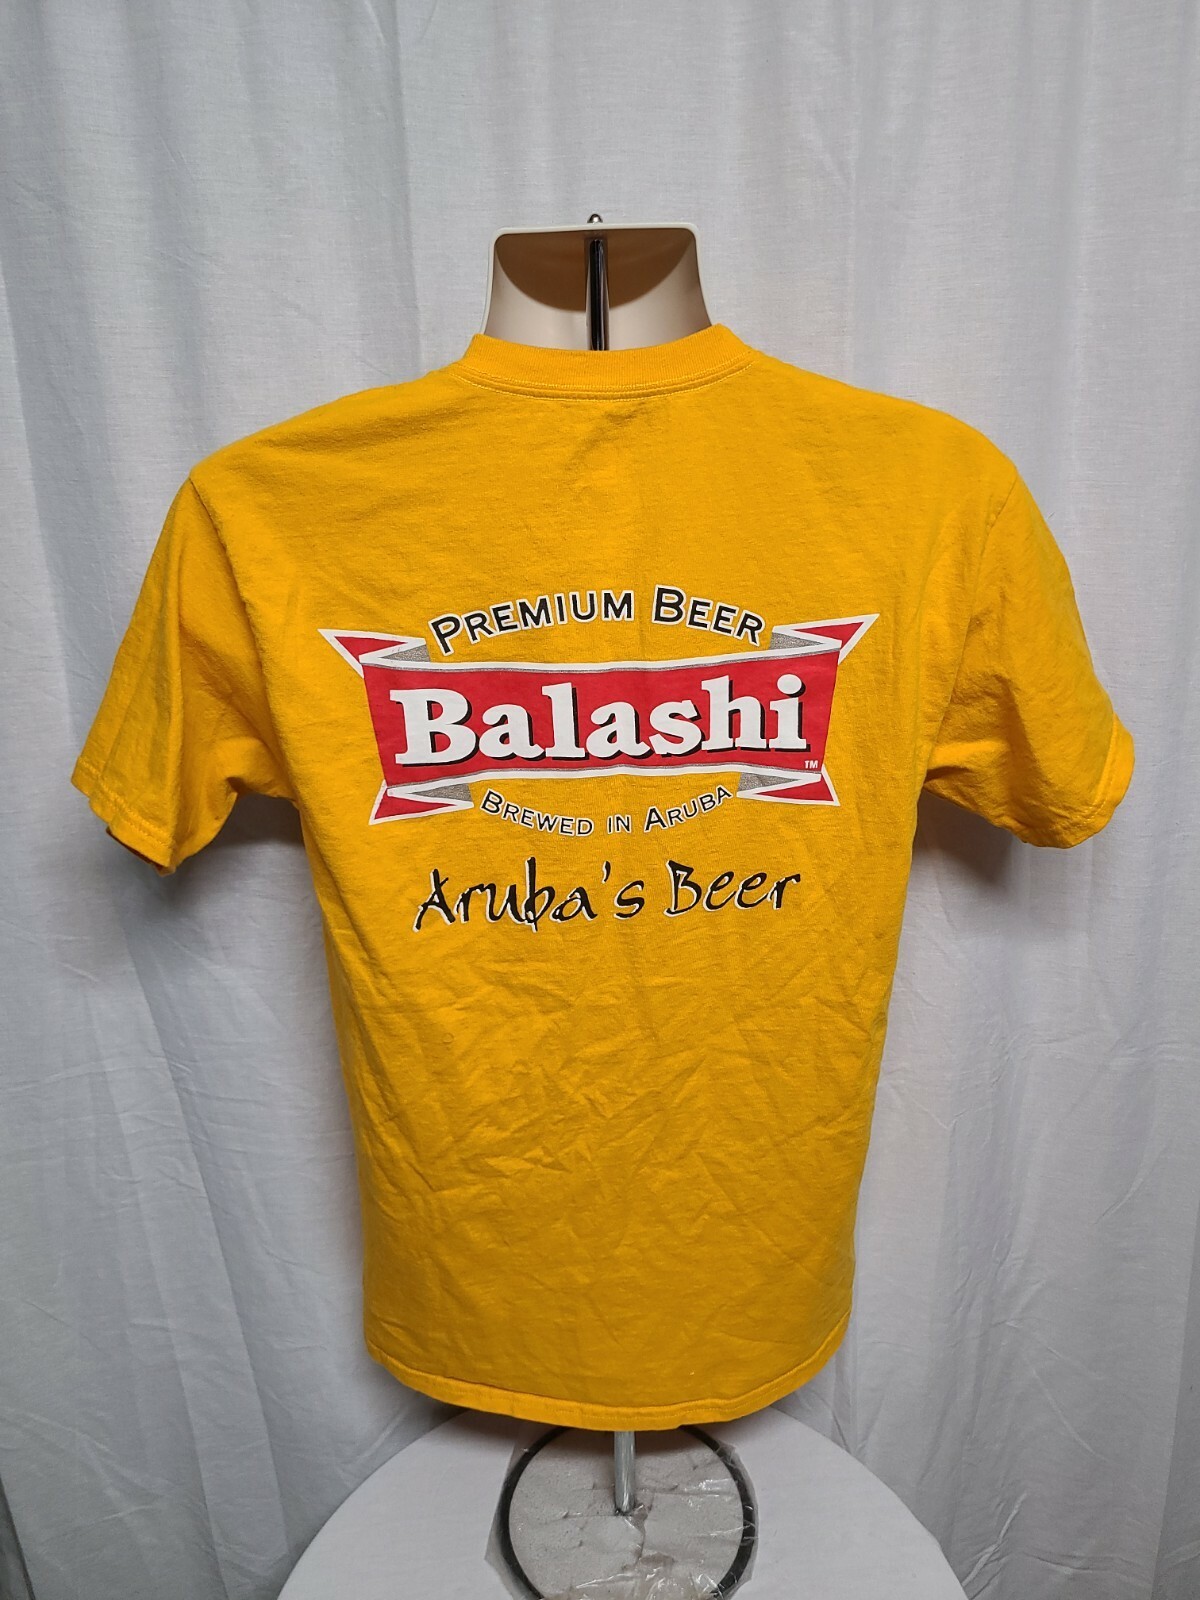 PREMIUM BEER
Balashi
TM
BREWED IN ARUBA
Aruba's Beer